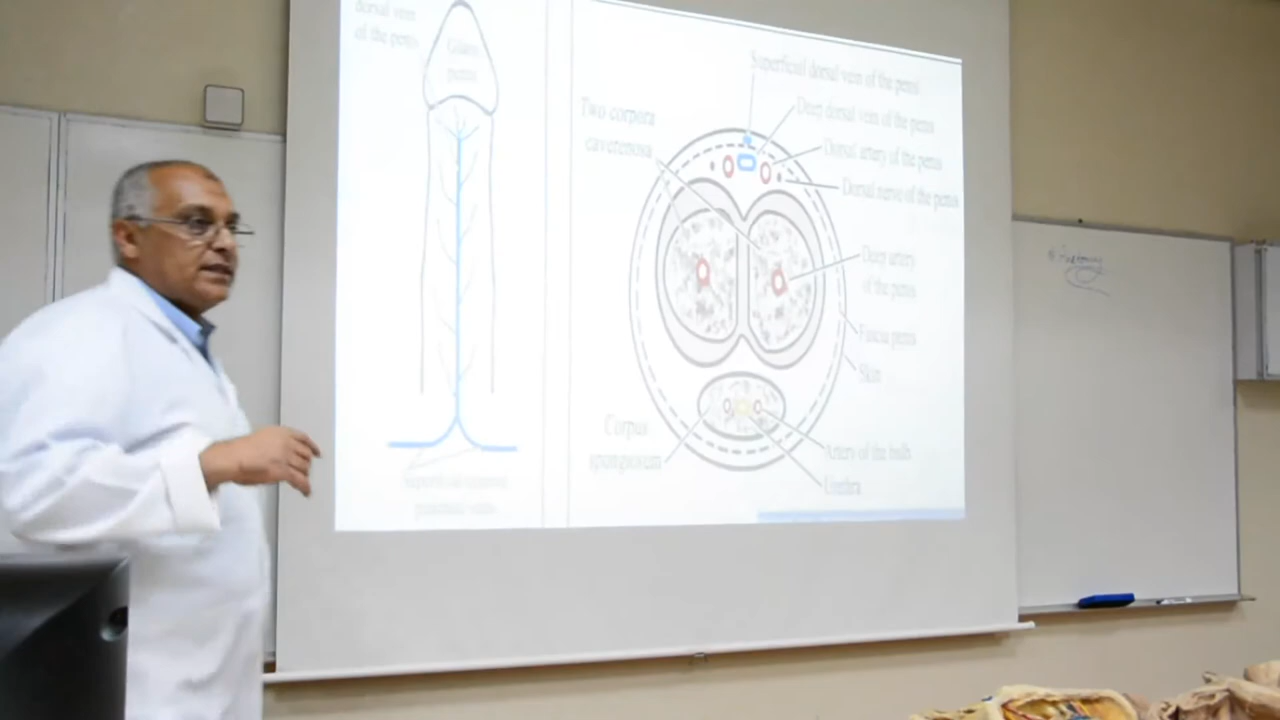 dorsal vein
of the penis
Glans
penis
Superficial dorsal vein of the penis
Deep dorsal vein of the penis
Two corpora
cavernosa
Dorsal artery of the penis
Dorsal nerve of the penis
Deep artery
of the penis
Fascia penis
Skin
Corpus
spongiosum
Artery of the bulb
Urethra
Anatomy